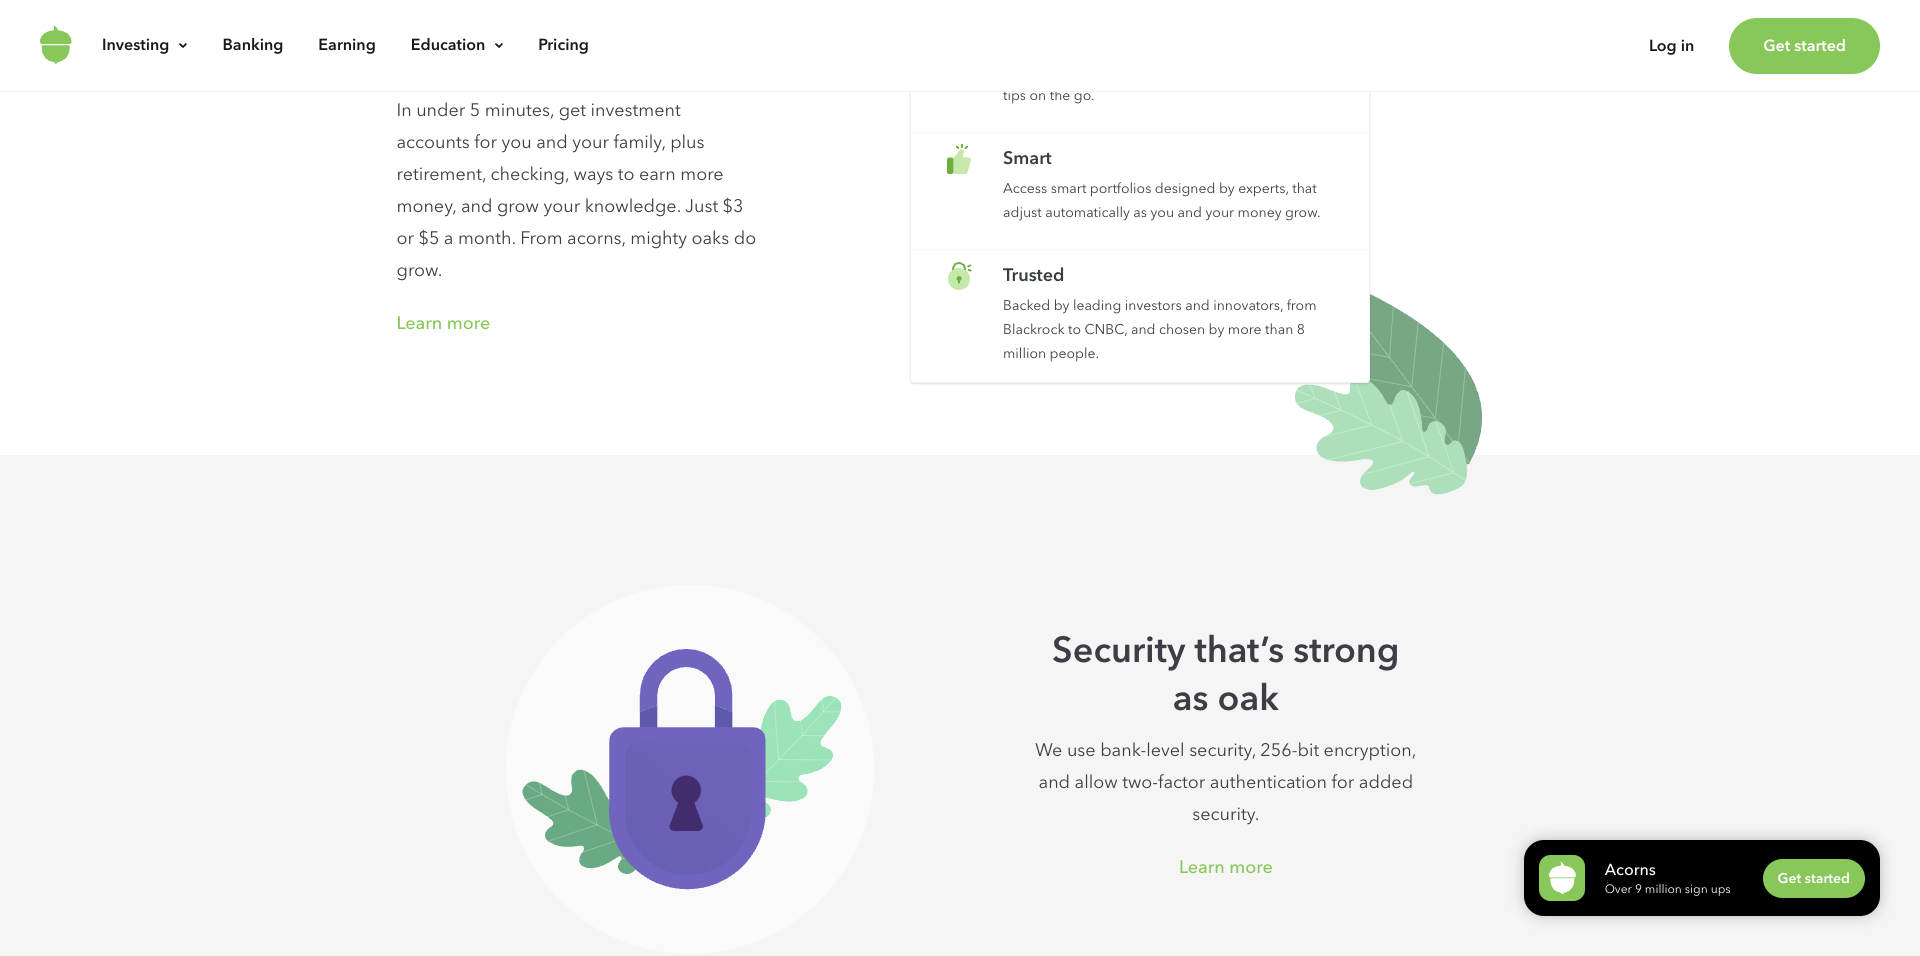 Investing
Banking
Earning
Education
Pricing
Log in
Get started
In under 5 minutes, get investment
accounts for you and your family, plus
retirement, checking, ways to earn more
money, and grow your knowledge. Just $3
or $5 a month. From acorns, mighty oaks do
grow.
Learn more
tips on the go.
Smart
Access smart portfolios designed by experts, that
adjust automatically as you and your money grow.
Trusted
Backed by leading investors and innovators, from
Blackrock to CNBC, and chosen by more than 8
million people.
Security that’s strong
as oak
We use bank-level security, 256-bit encryption,
and allow two-factor authentication for added
security.
Learn more
Acorns
Over 9 million sign ups
Get started